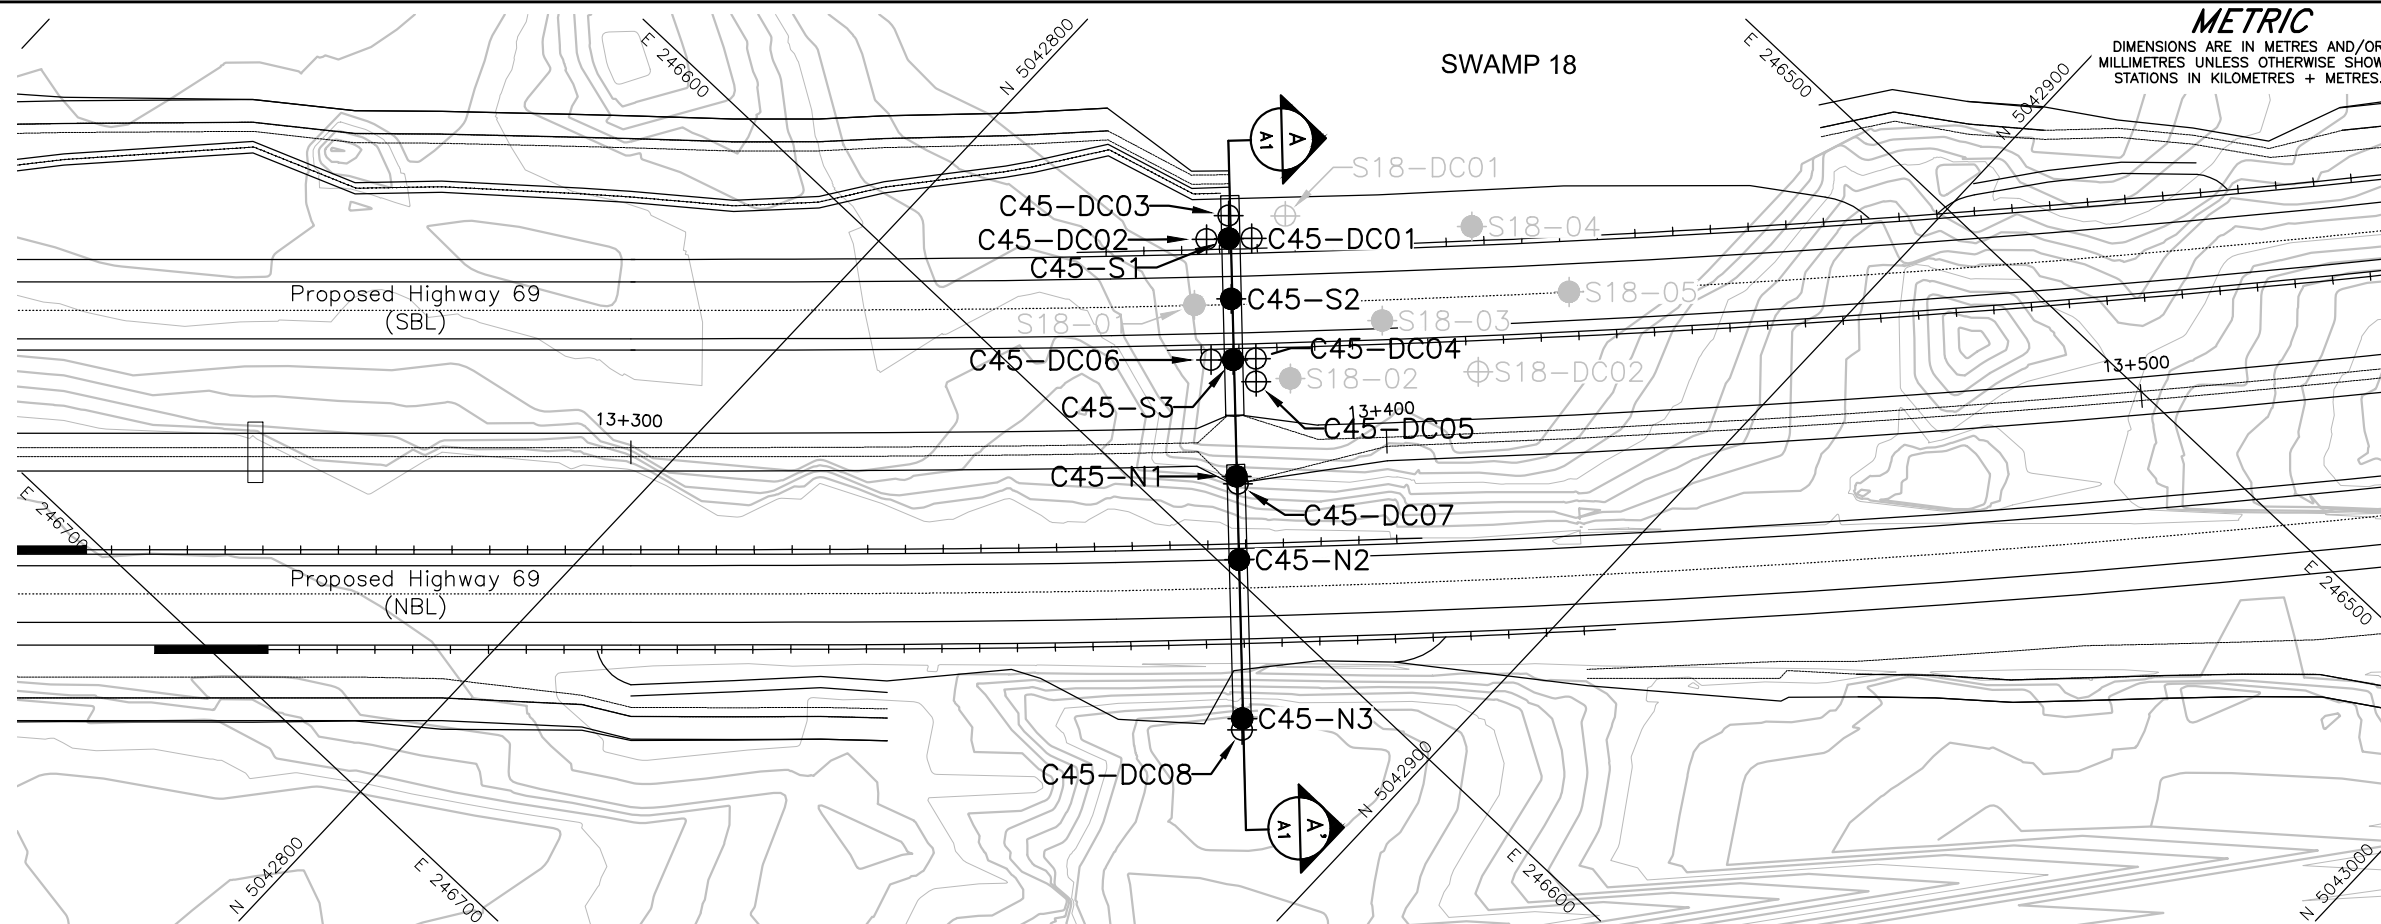 METRIC
DIMENSIONS ARE IN METRES AND/OR
MILLIMETRES UNLESS OTHERWISE SHOW
STATIONS IN KILOMETRES + METRES.
SWAMP 18
E 246600
N 5042800
E 246500
N 5042900
A
A1
S18-DC01
C45-DC03
C45-DC02
C45-DC01
S18-04
C45-S1
Proposed Highway 69
(SBL)
C45-S2
S18-05
S18-01
S18-03
C45-DC06
C45-DC04
S18-02
S18-DC02
13+500
C45-S3
13+400
13+300
C45-DC05
C45-N1
E 246700
C45-DC07
C45-N2
Proposed Highway 69
(NBL)
E 246500
C45-N3
C45-DC08
N 5042900
A'
A1
N 5042800
E 246700
E 246600
N 5043000